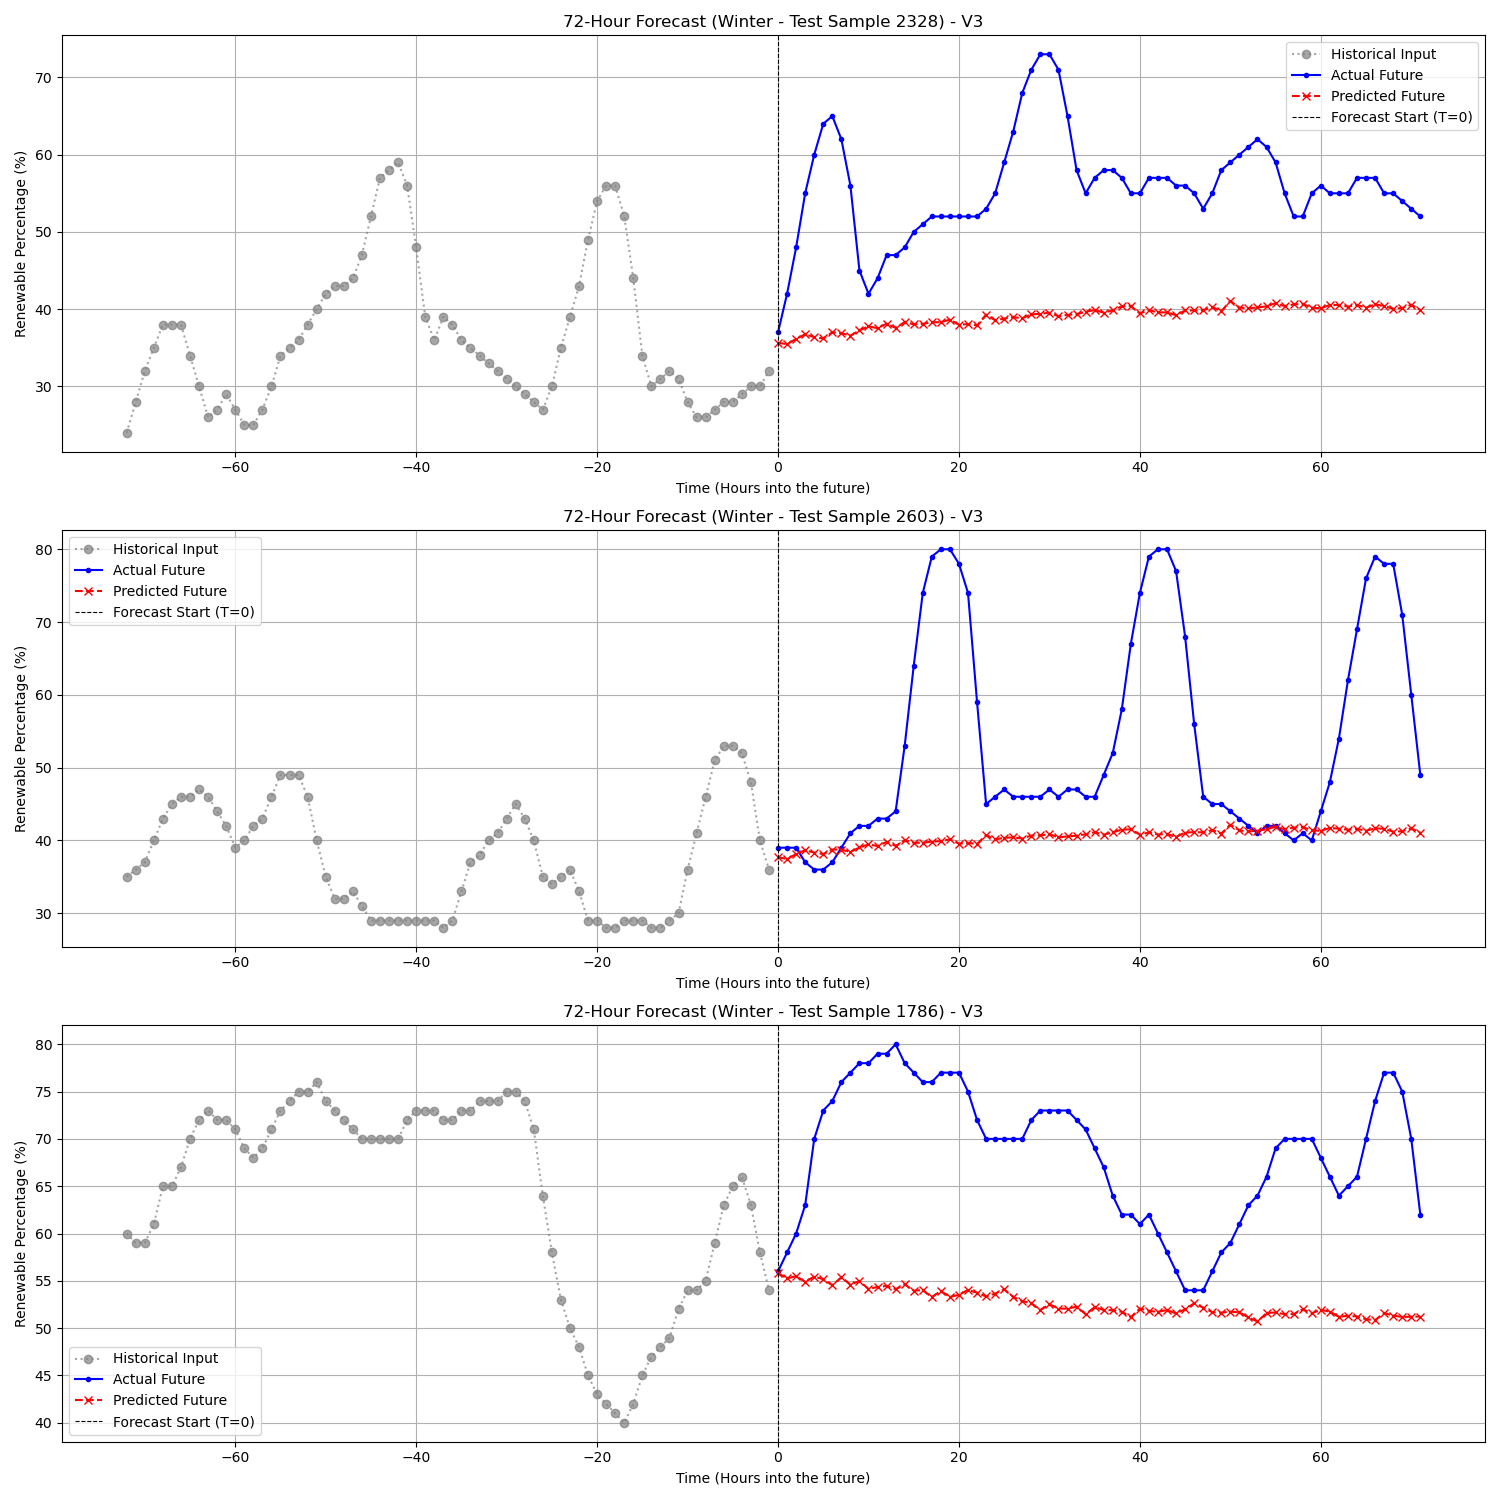 72-Hour Forecast (Winter - Test Sample 2328) - V3
Renewable Percentage (%)
70
60
50
40
30
Historical Input
Actual Future
Predicted Future
Forecast Start (T=0)
−60 −40 −20 0 20 40 60
Time (Hours into the future)
72-Hour Forecast (Winter - Test Sample 2603) - V3
Renewable Percentage (%)
80
70
60
50
40
30
Historical Input
Actual Future
Predicted Future
Forecast Start (T=0)
−60 −40 −20 0 20 40 60
Time (Hours into the future)
72-Hour Forecast (Winter - Test Sample 1786) - V3
Renewable Percentage (%)
80
75
70
65
60
55
50
45
40
Historical Input
Actual Future
Predicted Future
Forecast Start (T=0)
−60 −40 −20 0 20 40 60
Time (Hours into the future)